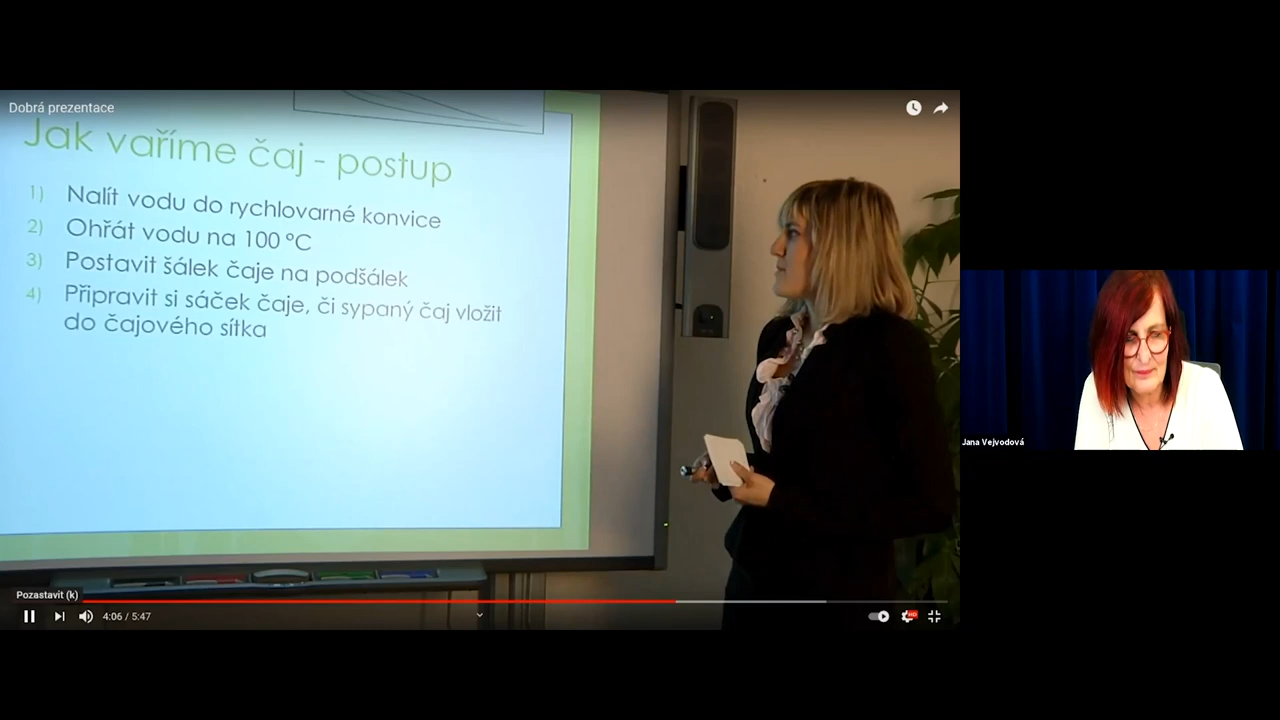 Dobrá prezentace
Jak vaříme čaj - postup
1) Nalít vodu do rychlovarné konvice
2) Ohřát vodu na 100 °C
3) Postavit šálek čaje na podšálek
4) Připravit si sáček čaje, či sypaný čaj vložit
do čajového sítka
Jana Vejvodová
Pozastavit (k)
4:06 / 5:47
HD